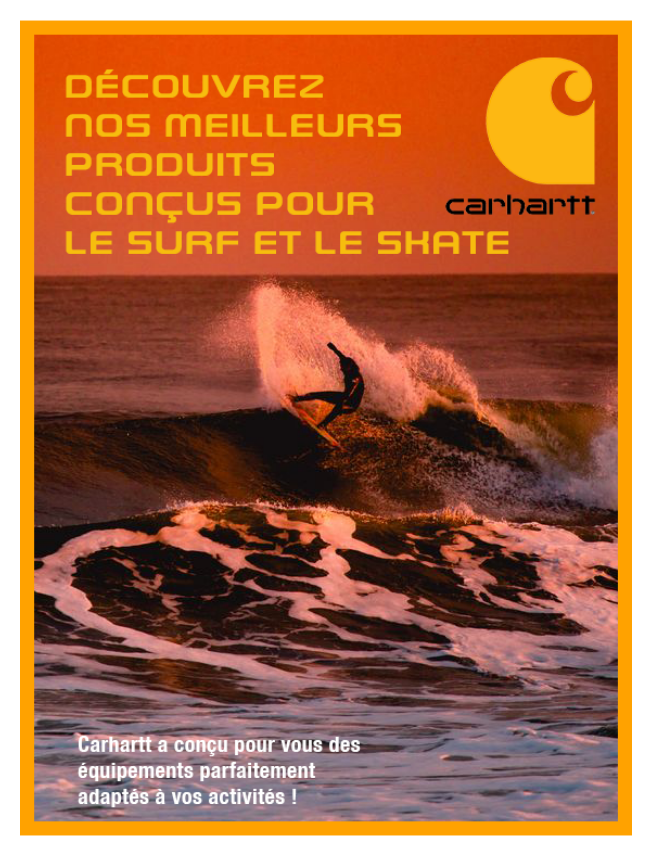 DÉCOUVREZ
NOS MEILLEURS
PRODUITS
CONÇUS POUR
LE SURF ET LE SKATE
carhartt
Carhartt a conçu pour vous des
équipements parfaitement
adaptés à vos activités !